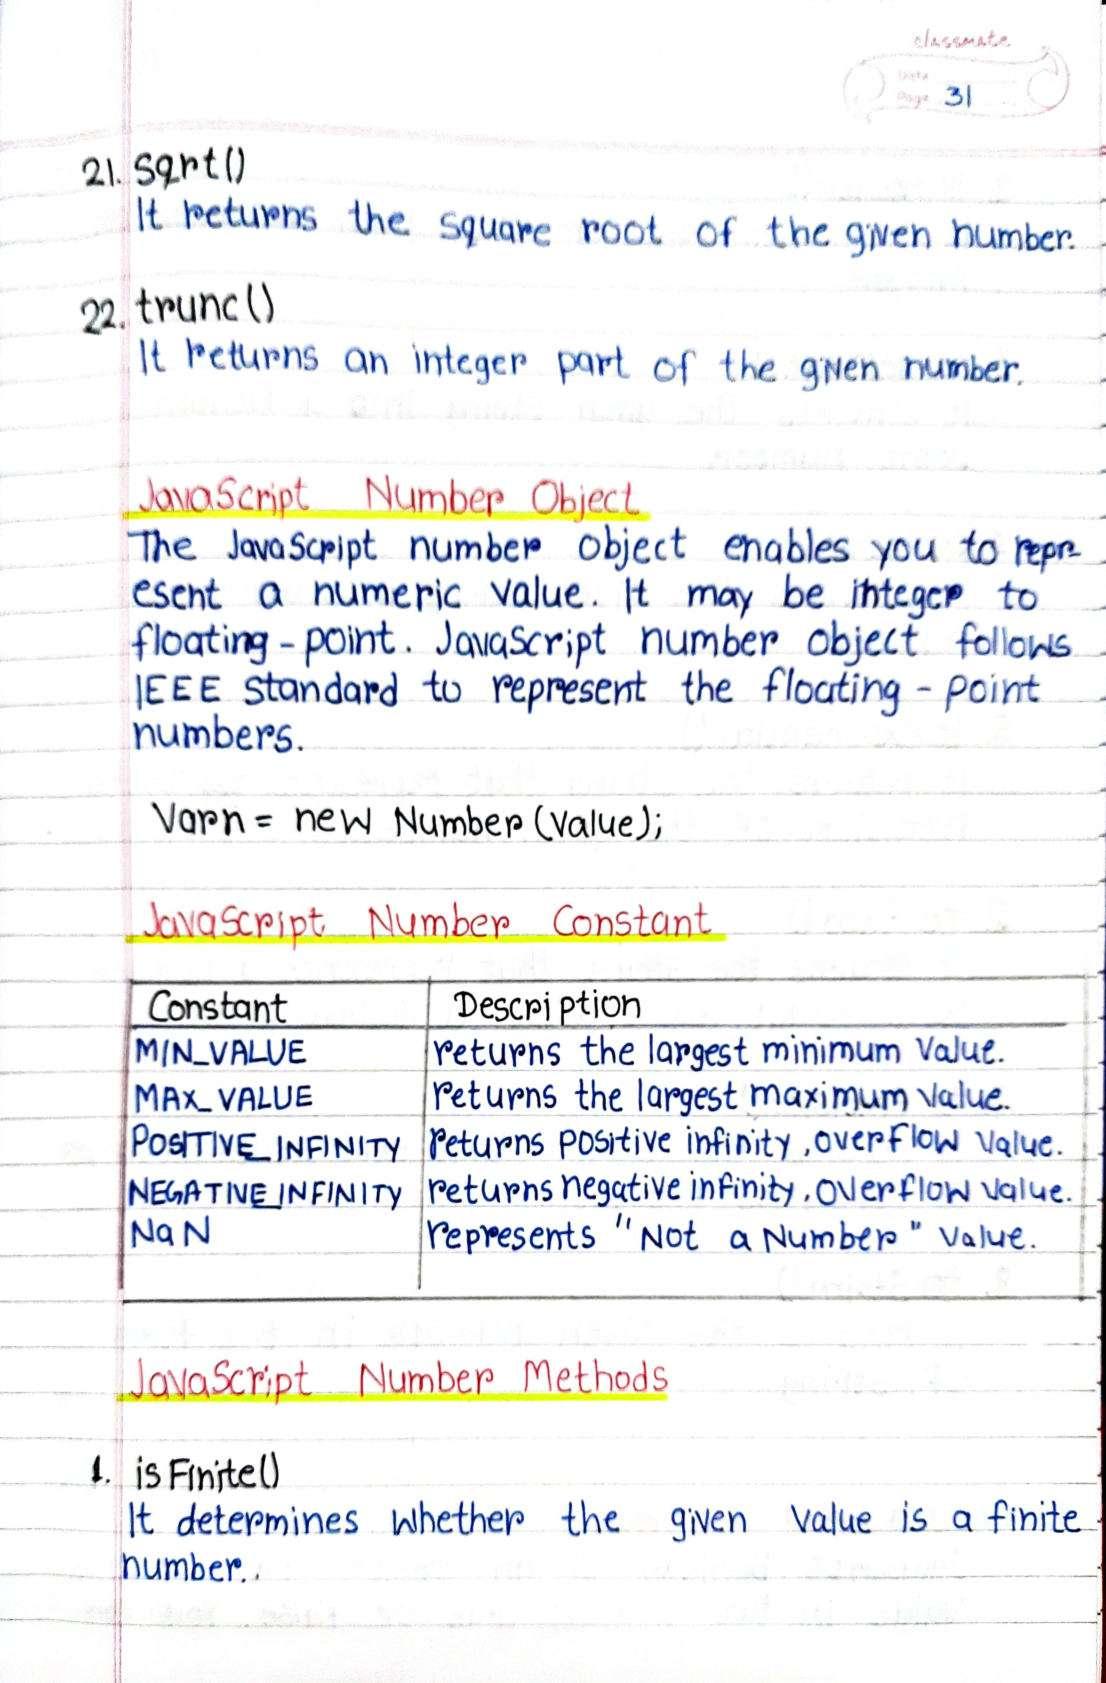 classmate
Date
Page 31
21. sqrt()
It returns the square root of the given number.
22. trunc()
It returns an integer part of the given number.
JavaScript Number Object
The JavaScript number object enables you to repr-
esent a numeric value. It may be integer to
floating-point. JavaScript number object follows
IEEE standard to represent the floating-point
numbers.
Varn = new Number(value);
JavaScript Number Constant
Constant Description
MIN_VALUE returns the largest minimum value.
MAX_VALUE returns the largest maximum value.
POSITIVE_INFINITY returns positive infinity, overflow value.
NEGATIVE_INFINITY returns negative infinity, overflow value.
NaN represents "Not a Number" value.
JavaScript Number Methods
1. isFinite()
It determines whether the given value is a finite
number..